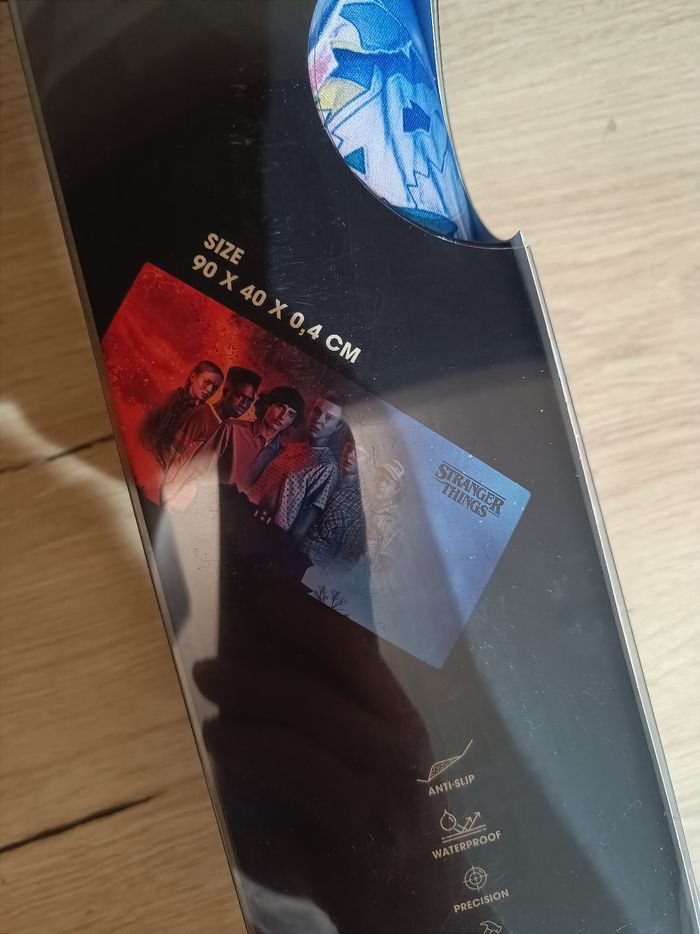 SIZE
90 X 40 X 0,4 CM
STRANGER
THINGS
ANTI-SLIP
WATERPROOF
PRECISION